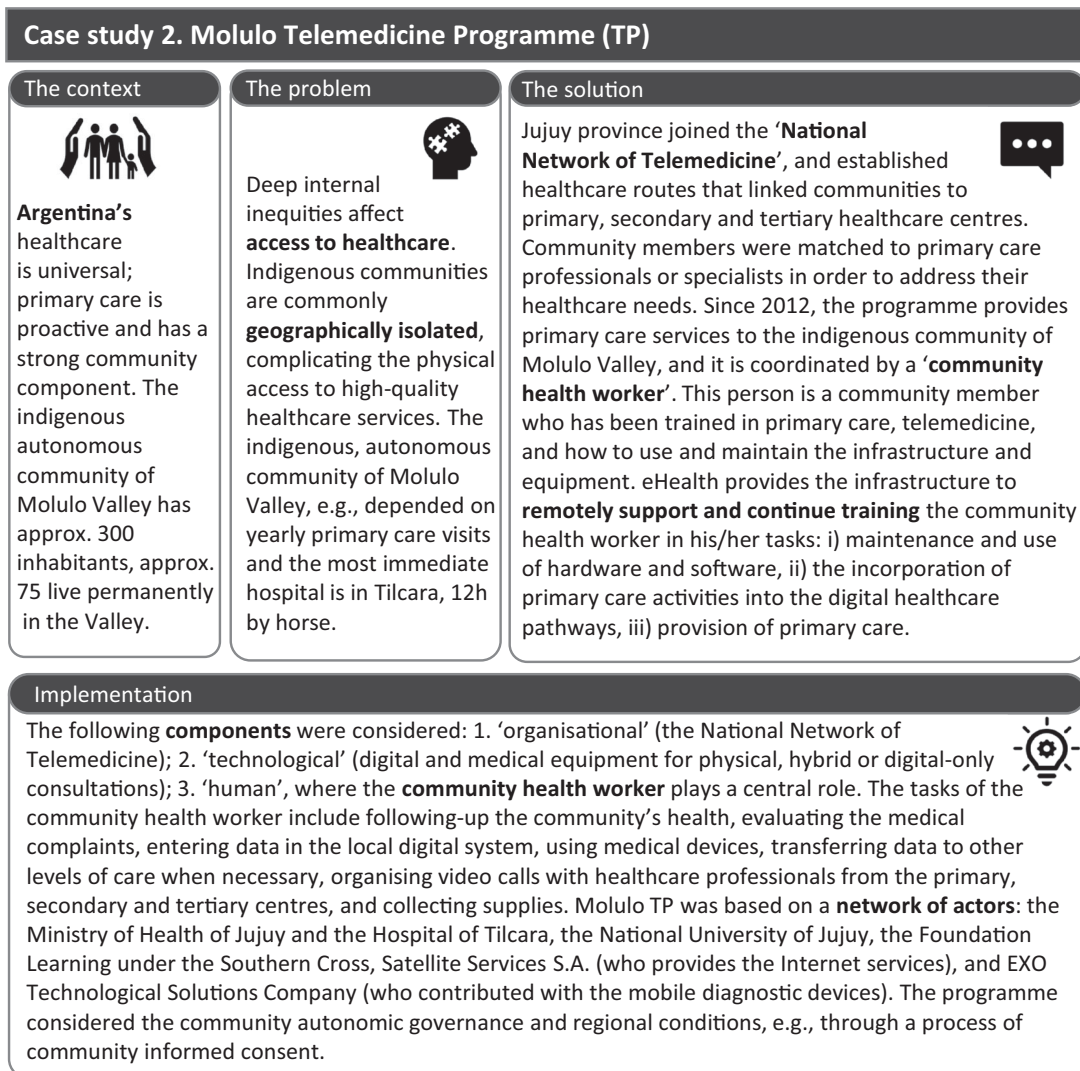 Case study 2. Molulo Telemedicine Programme (TP)
The context
Argentina's
healthcare
is universal;
primary care is
proactive and has a
strong community
component. The
indigenous
autonomous
community of
Molulo Valley has
approx. 300
inhabitants, approx.
75 live permanently
in the Valley.
The problem
Deep internal
inequities affect
access to healthcare.
Indigenous communities
are commonly
geographically isolated,
complicating the physical
access to high-quality
healthcare services. The
indigenous, autonomous
community of Molulo
Valley, e.g., depended on
yearly primary care visits
and the most immediate
hospital is in Tilcara, 12h
by horse.
The solution
Jujuy province joined the 'National
Network of Telemedicine', and established
healthcare routes that linked communities to
primary, secondary and tertiary healthcare centres.
Community members were matched to primary care
professionals or specialists in order to address their
healthcare needs. Since 2012, the programme provides
primary care services to the indigenous community of
Molulo Valley, and it is coordinated by a 'community
health worker'. This person is a community member
who has been trained in primary care, telemedicine,
and how to use and maintain the infrastructure and
equipment. eHealth provides the infrastructure to
remotely support and continue training the community
health worker in his/her tasks: i) maintenance and use
of hardware and software, ii) the incorporation of
primary care activities into the digital healthcare
pathways, iii) provision of primary care.
Implementation
The following components were considered: 1. 'organisational' (the National Network of
Telemedicine); 2. 'technological' (digital and medical equipment for physical, hybrid or digital-only
consultations); 3. 'human', where the community health worker plays a central role. The tasks of the
community health worker include following-up the community's health, evaluating the medical
complaints, entering data in the local digital system, using medical devices, transferring data to other
levels of care when necessary, organising video calls with healthcare professionals from the primary,
secondary and tertiary centres, and collecting supplies. Molulo TP was based on a network of actors: the
Ministry of Health of Jujuy and the Hospital of Tilcara, the National University of Jujuy, the Foundation
Learning under the Southern Cross, Satellite Services S.A. (who provides the Internet services), and EXO
Technological Solutions Company (who contributed with the mobile diagnostic devices). The programme
considered the community autonomic governance and regional conditions, e.g., through a process of
community informed consent.